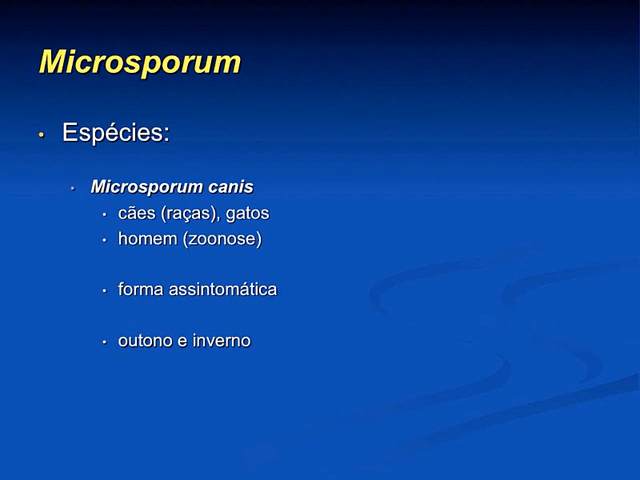 Microsporum
• Espécies:
• Microsporum canis
• cães (raças), gatos
• homem (zoonose)
• forma assintomática
• outono e inverno